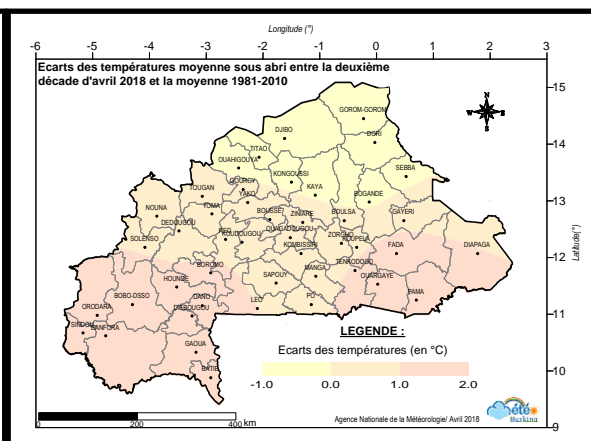 Longitude (°)
-6 -5 -4 -3 -2 -1 0 1 2 3
Ecarts des températures moyenne sous abri entre la deuxième
décade d'avril 2018 et la moyenne 1981-2010
15
GOROM-GOROM
N
W E
S
DJIBO
DORI
14
TITAO
OUAHIGOUYA
KONGOUSSI
SEBBA
GOURCY
KAYA
BOGANDE
13
TOUGAN
YAKO
NOUNA
TOMA
BOUSSE
ZINIARE
BOULSA
GAYERI
DEDOUGOU
OUAGADOUGOU
ZORGHO
KOUPELA
SOLENSO
REO
KOUDOUGOU
KOMBISSIRI
FADA
DIAPAGA
12
Latitude(°)
BOROMO
MANGA
TENKODOGO
HOUNDE
SAPOUY
OUARGAYE
BOBO-DSSO
DANO
LEO
PO
PAMA
ORODARA
DIEBOUGOU
11
SINDOU
BANFORA
LEGENDE :
GAOUA
Ecarts des températures (en °C)
BATIE
10
-1.0 0.0 1.0 2.0
0 200 400 km
Agence Nationale de la Météorologie/ Avril 2018
météo
Burkina
9